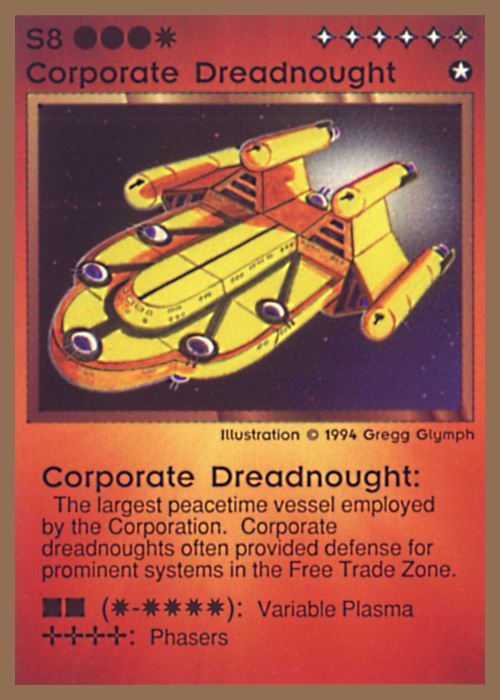 S8
Corporate Dreadnought
Illustration © 1994 Gregg Glymph
Corporate Dreadnought:
The largest peacetime vessel employed
by the Corporation. Corporate
dreadnoughts often provided defense for
prominent systems in the Free Trade Zone.
■■ (✷-✷✷✷✷): Variable Plasma
✢✢✢✢: Phasers